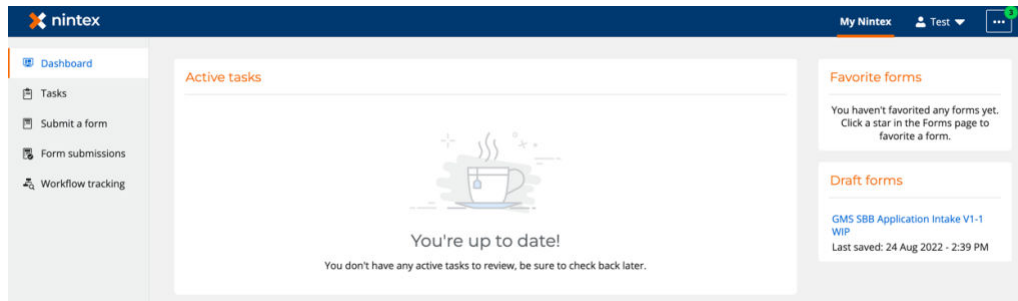 nintex
My Nintex
Test
3
Dashboard
Tasks
Submit a form
Form submissions
Workflow tracking
Active tasks
You're up to date!
You don't have any active tasks to review, be sure to check back later.
Favorite forms
You haven't favorited any forms yet.
Click a star in the Forms page to
favorite a form.
Draft forms
GMS SBB Application Intake V1-1
WIP
Last saved: 24 Aug 2022 - 2:39 PM